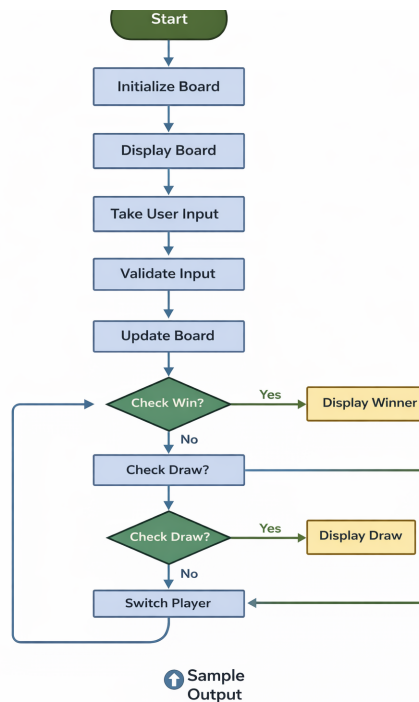 Start
Initialize Board
Display Board
Take User Input
Validate Input
Update Board
Check Win?
Yes
Display Winner
No
Check Draw?
Check Draw?
Yes
Display Draw
No
Switch Player
Sample
Output